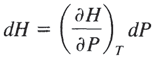 dH = (∂H/∂P)_T dP